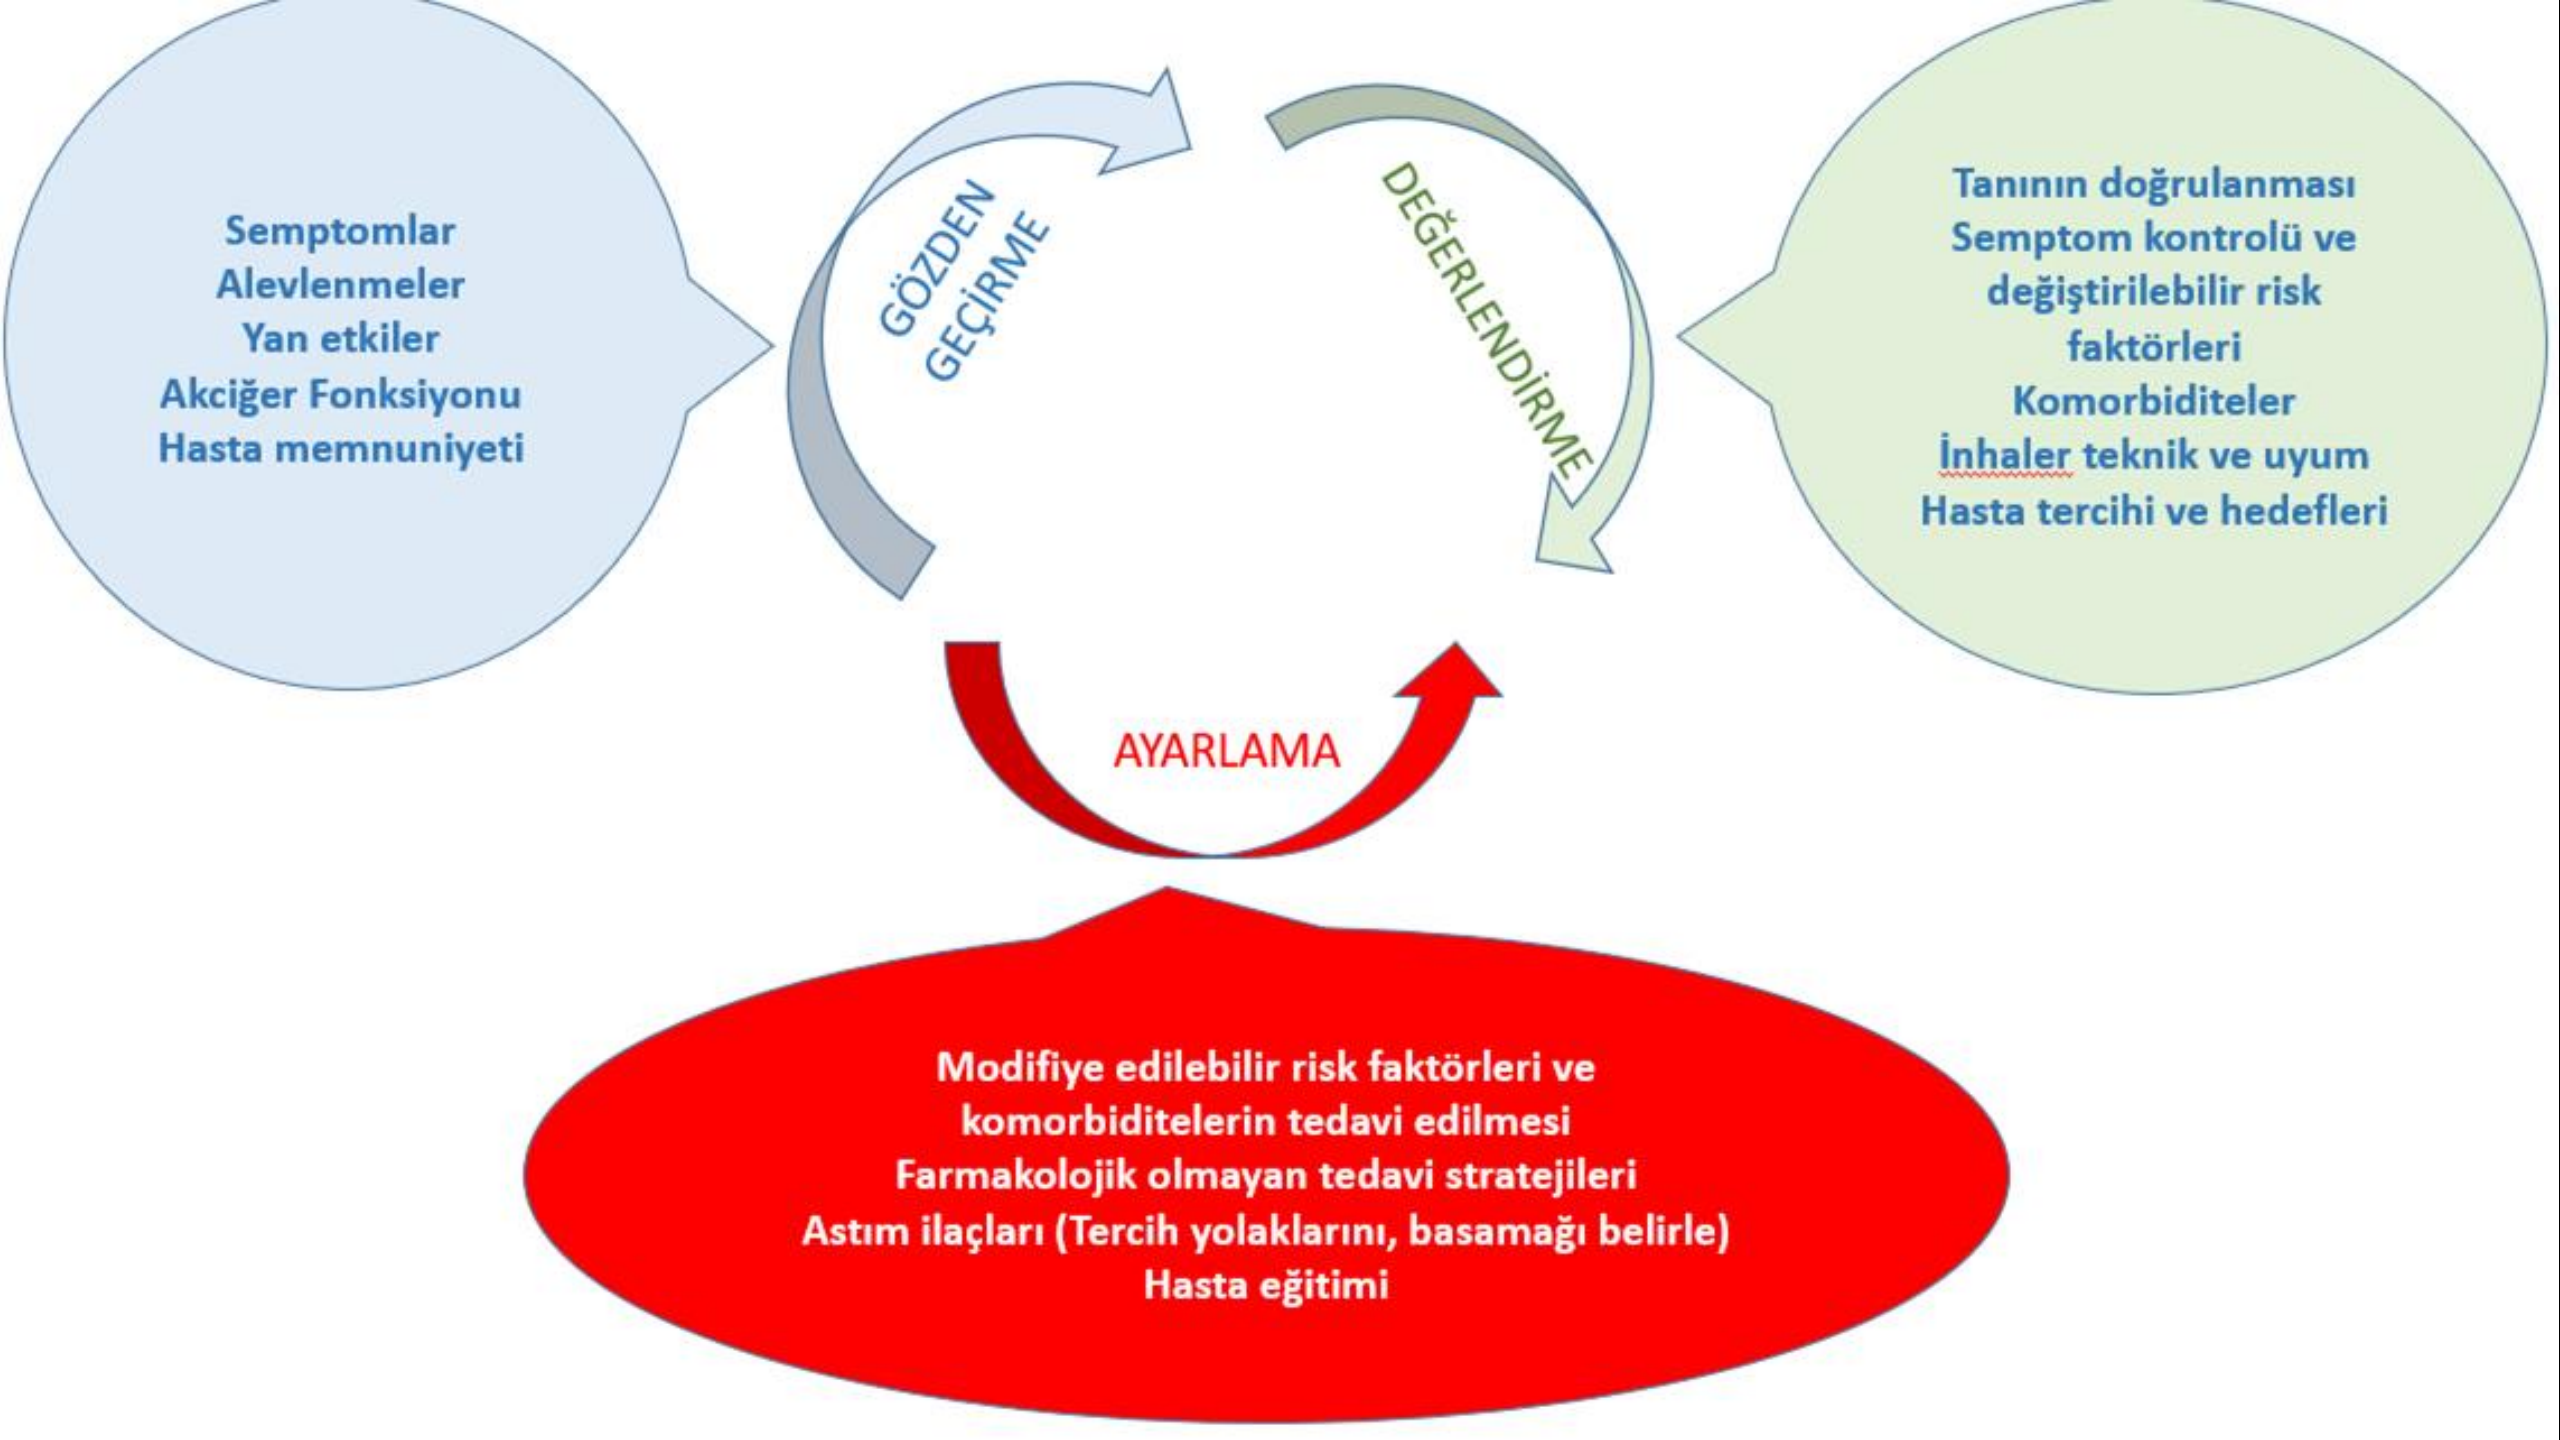 Semptomlar
Alevlenmeler
Yan etkiler
Akciğer Fonksiyonu
Hasta memnuniyeti
GÖZDEN
GEÇİRME
DEĞERLENDİRME
Tanının doğrulanması
Semptom kontrolü ve
değiştirilebilir risk
faktörleri
Komorbiditeler
İnhaler teknik ve uyum
Hasta tercihi ve hedefleri
AYARLAMA
Modifiye edilebilir risk faktörleri ve
komorbiditelerin tedavi edilmesi
Farmakolojik olmayan tedavi stratejileri
Astım ilaçları (Tercih yolaklarını, basamağı belirle)
Hasta eğitimi